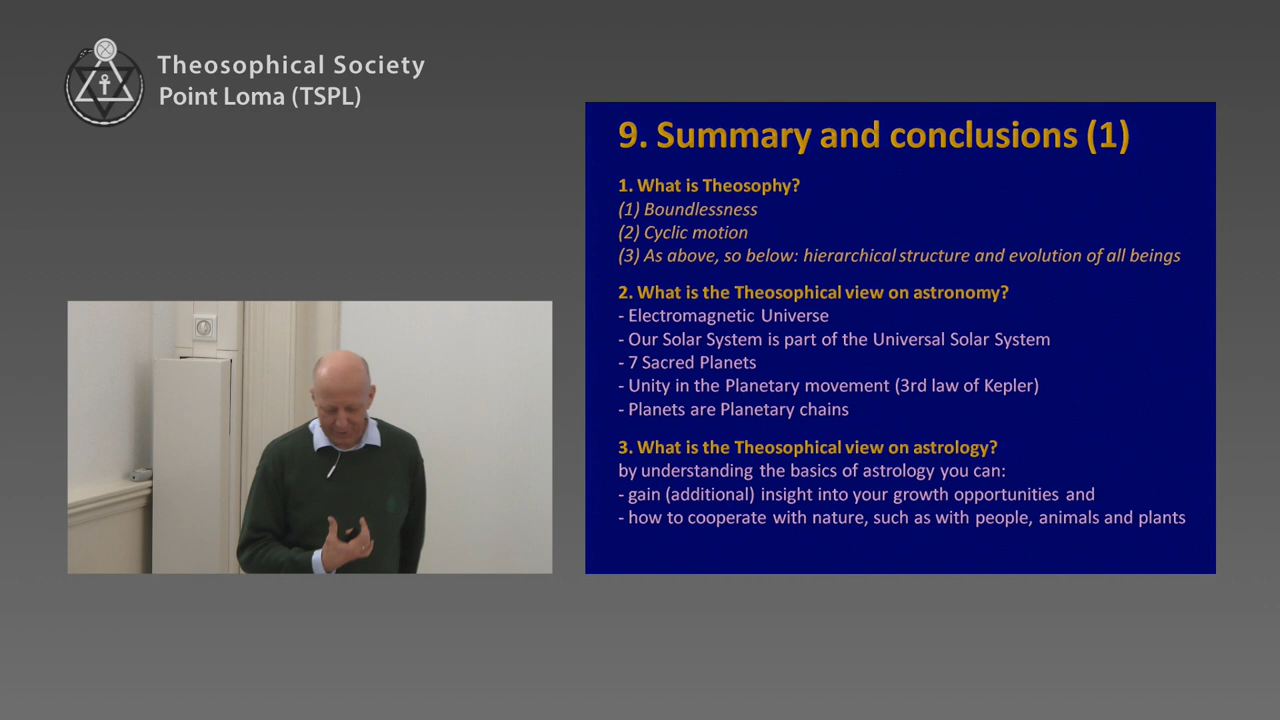 Theosophical Society
Point Loma (TSPL)
9. Summary and conclusions (1)
1. What is Theosophy?
(1) Boundlessness
(2) Cyclic motion
(3) As above, so below: hierarchical structure and evolution of all beings
2. What is the Theosophical view on astronomy?
- Electromagnetic Universe
- Our Solar System is part of the Universal Solar System
- 7 Sacred Planets
- Unity in the Planetary movement (3rd law of Kepler)
- Planets are Planetary chains
3. What is the Theosophical view on astrology?
by understanding the basics of astrology you can:
- gain (additional) insight into your growth opportunities and
- how to cooperate with nature, such as with people, animals and plants